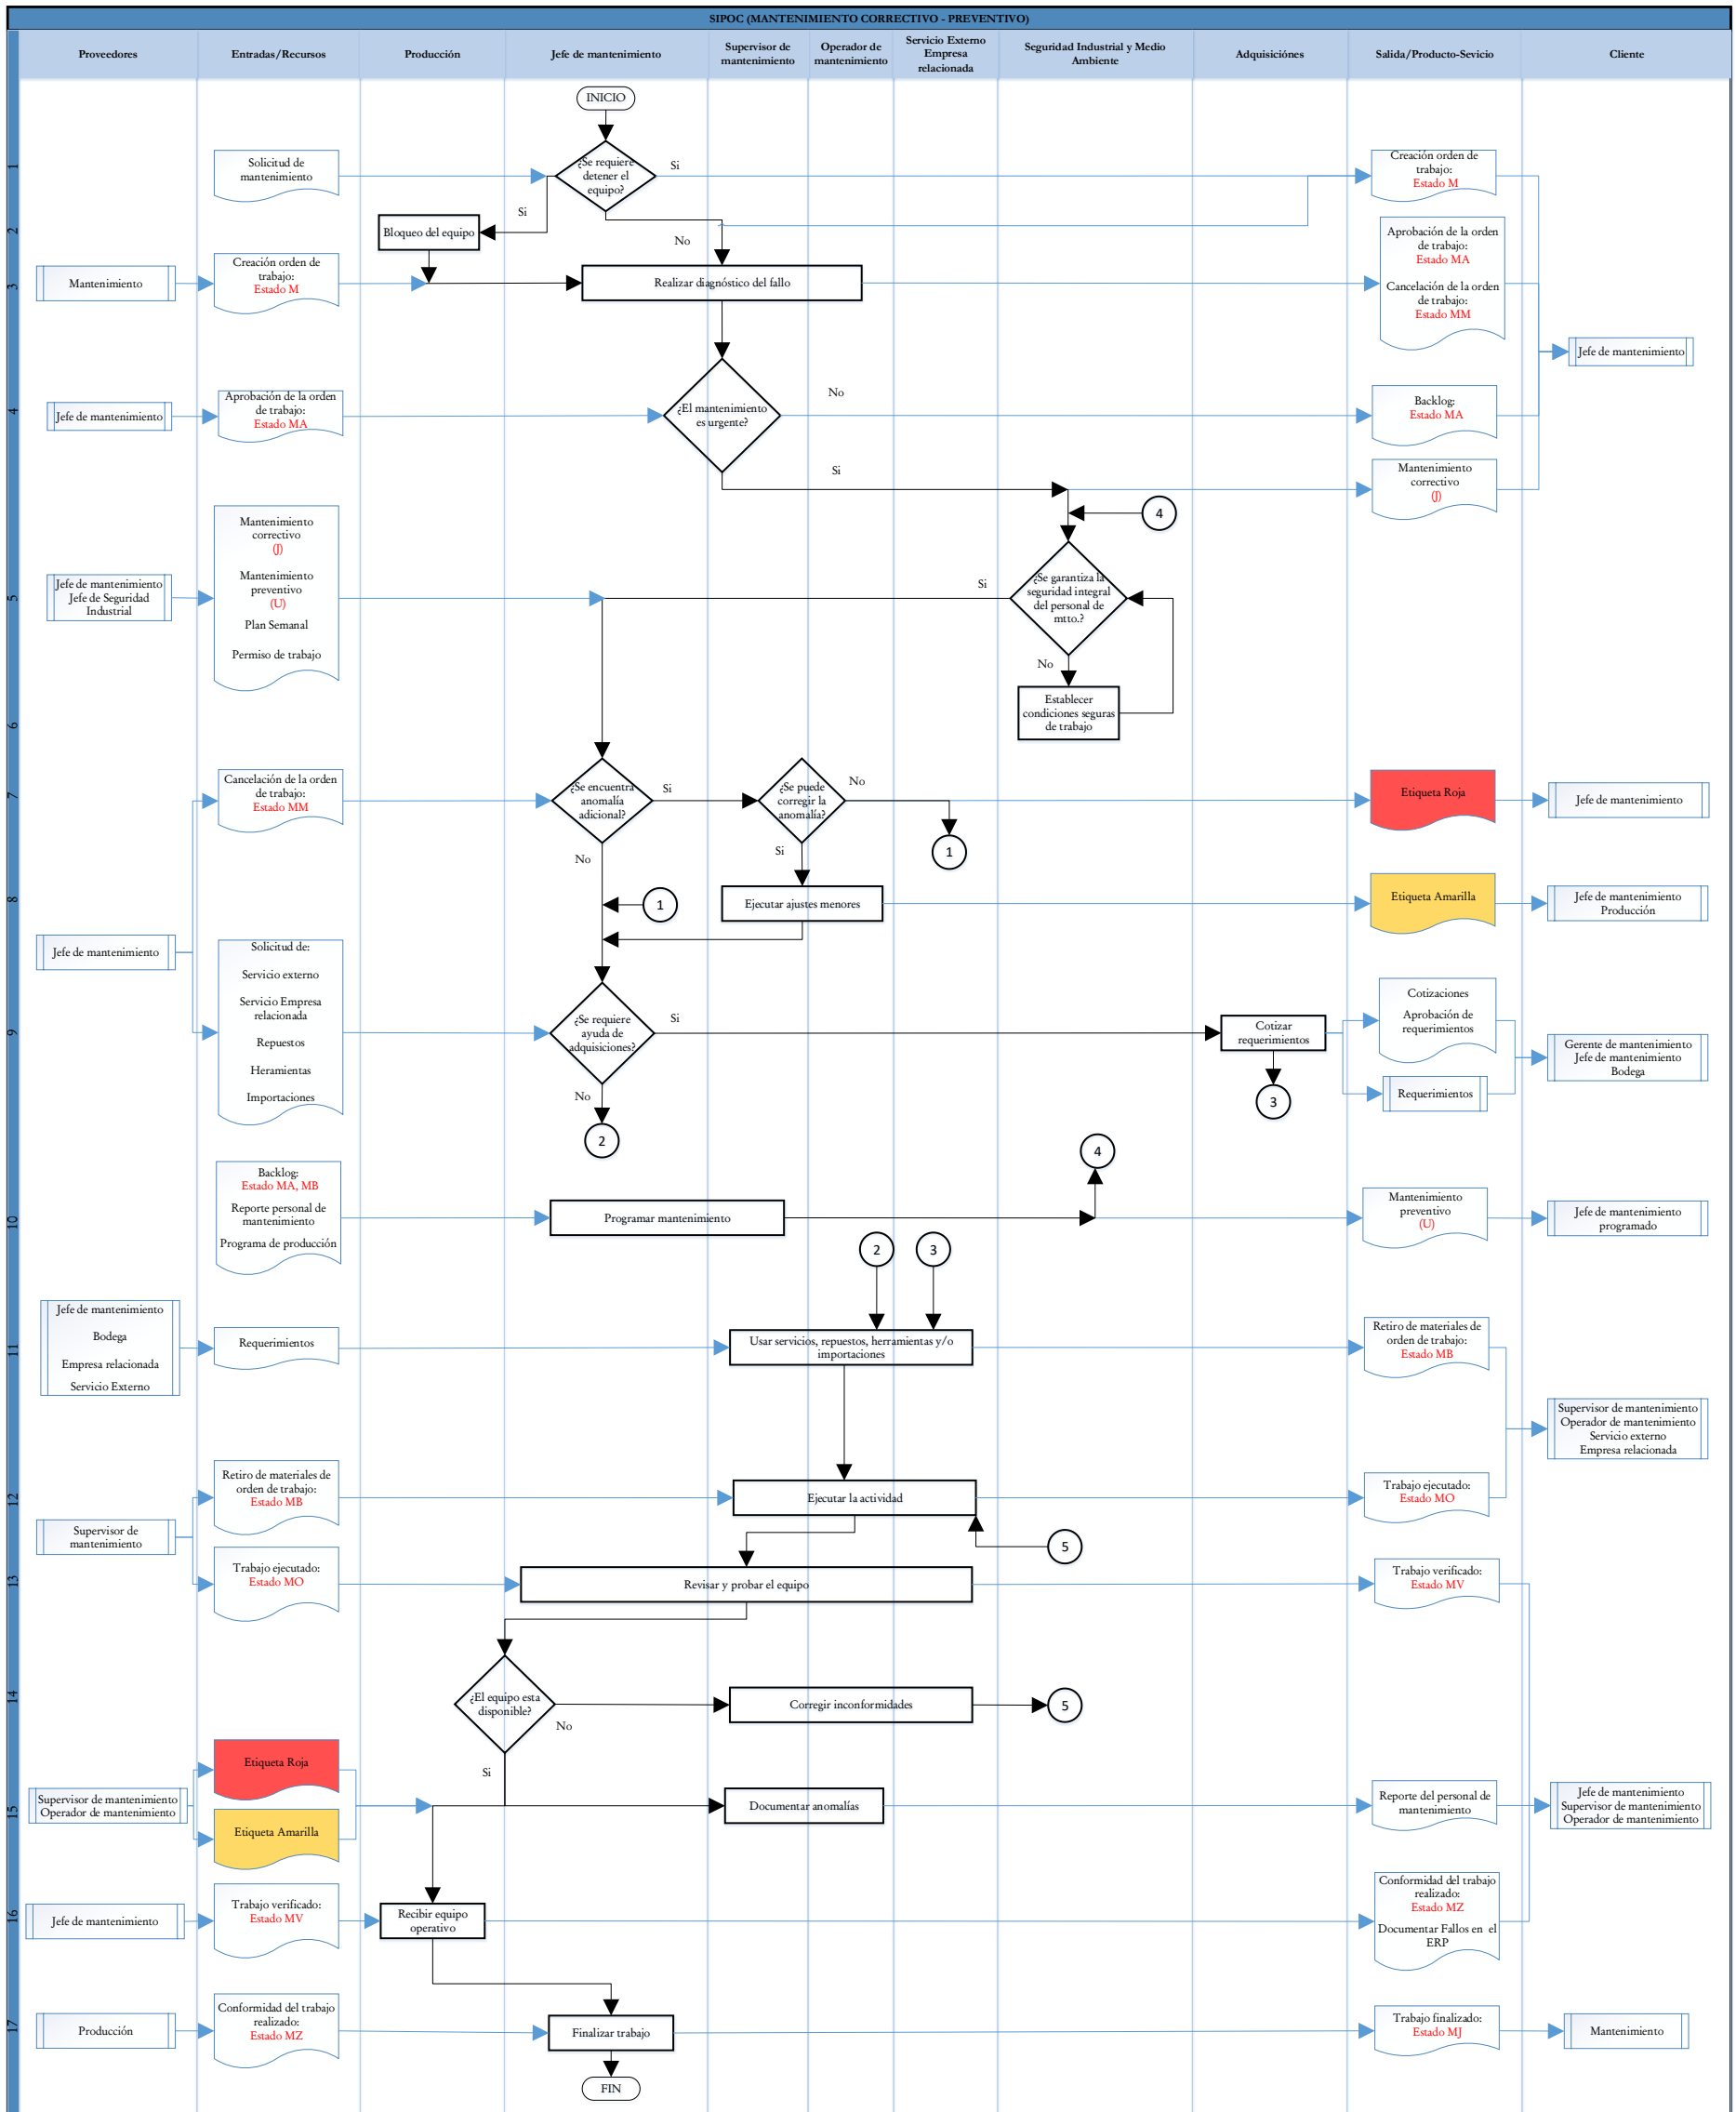 SIPOC (MANTENIMIENTO CORRECTIVO - PREVENTIVO)
Proveedores
Entradas/Recursos
Producción
Jefe de mantenimiento
Supervisor de
mantenimiento
Operador de
mantenimiento
Servicio Externo
Empresa
relacionada
Seguridad Industrial y Medio
Ambiente
Adquisiciónes
Salida/Producto-Sevicio
Cliente
INICIO
1
Solicitud de
mantenimiento
¿Se requiere
detener el
equipo?
Si
Creación orden de
trabajo:
Estado M
2
Si
Bloqueo del equipo
No
Aprobación de la orden
de trabajo:
Estado MA
Cancelación de la orden
de trabajo:
Estado MM
3
Mantenimiento
Creación orden de
trabajo:
Estado M
Realizar diagnóstico del fallo
Jefe de mantenimiento
4
Jefe de mantenimiento
Aprobación de la orden
de trabajo:
Estado MA
¿El mantenimiento
es urgente?
No
Backlog:
Estado MA
Si
Mantenimiento
correctivo
(J)
4
5
Jefe de mantenimiento
Jefe de Seguridad
Industrial
Mantenimiento
correctivo
(J)
Mantenimiento
preventivo
(U)
Plan Semanal
Permiso de trabajo
Si
¿Se garantiza la
seguridad integral
del personal de
mtto.?
No
6
Establecer
condiciones seguras
de trabajo
7
Cancelación de la orden
de trabajo:
Estado MM
¿Se encuentra
anomalía
adicional?
Si
¿Se puede
corregir la
anomalía?
No
Etiqueta Roja
Jefe de mantenimiento
No
Si
1
8
1
Ejecutar ajustes menores
Etiqueta Amarilla
Jefe de mantenimiento
Producción
Jefe de mantenimiento
9
Solicitud de:
Servicio externo
Servicio Empresa
relacionada
Repuestos
Heramientas
Importaciones
¿Se requiere
ayuda de
adquisiciones?
Si
No
2
Cotizar
requerimientos
3
Cotizaciones
Aprobación de
requerimientos
Requerimientos
Gerente de mantenimiento
Jefe de mantenimiento
Bodega
10
Backlog:
Estado MA, MB
Reporte personal de
mantenimiento
Programa de producción
Programar mantenimiento
4
Mantenimiento
preventivo
(U)
Jefe de mantenimiento
programado
2
3
11
Jefe de mantenimiento
Bodega
Empresa relacionada
Servicio Externo
Requerimientos
Usar servicios, repuestos, herramientas y/o
importaciones
Retiro de materiales de
orden de trabajo:
Estado MB
Supervisor de mantenimiento
Operador de mantenimiento
Servicio externo
Empresa relacionada
12
Retiro de materiales de
orden de trabajo:
Estado MB
Ejecutar la actividad
Trabajo ejecutado:
Estado MO
Supervisor de
mantenimiento
5
13
Trabajo ejecutado:
Estado MO
Revisar y probar el equipo
Trabajo verificado:
Estado MV
14
¿El equipo esta
disponible?
No
Corregir inconformidades
5
Si
15
Supervisor de mantenimiento
Operador de mantenimiento
Etiqueta Roja
Etiqueta Amarilla
Documentar anomalías
Reporte del personal de
mantenimiento
Jefe de mantenimiento
Supervisor de mantenimiento
Operador de mantenimiento
16
Jefe de mantenimiento
Trabajo verificado:
Estado MV
Recibir equipo
operativo
Conformidad del trabajo
realizado:
Estado MZ
Documentar Fallos en el
ERP
17
Producción
Conformidad del trabajo
realizado:
Estado MZ
Finalizar trabajo
Trabajo finalizado:
Estado MJ
Mantenimiento
FIN